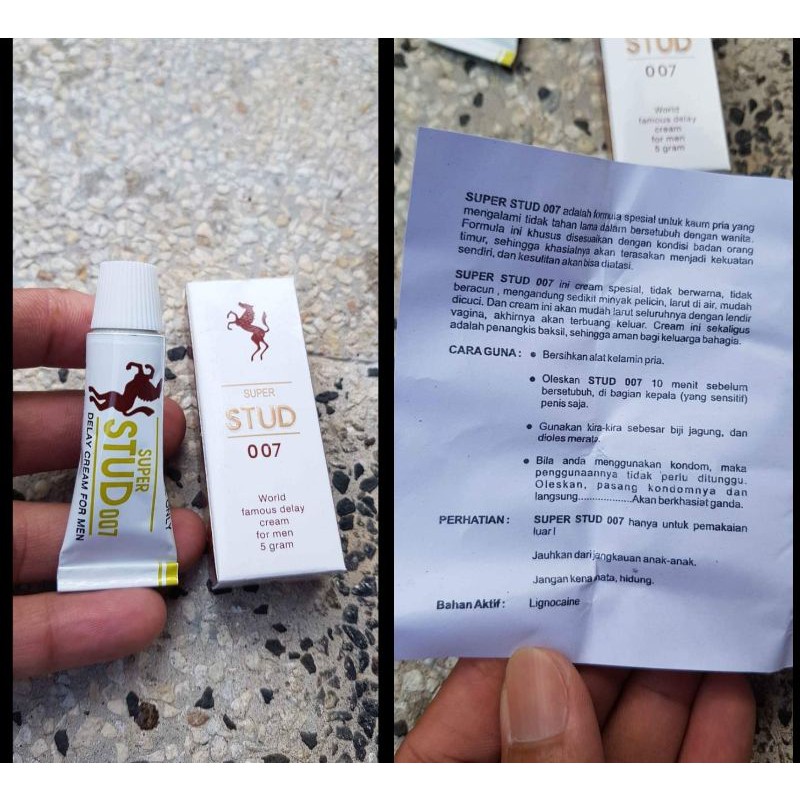 SUPER
STUD 007
DELAY CREAM FOR MEN
SUPER
STUD
007
World
famous delay
cream
for men
5 gram
STUD
007
World
famous delay
cream
for men
5 gram
SUPER STUD 007 adalah formula spesial untuk kaum pria yang
mengalami tidak tahan lama dalam bersetubuh dengan wanita.
Formula ini khusus disesuaikan dengan kondisi badan orang
timur, sehingga khasiatnya akan terasakan menjadi kekuatan
sendiri, dan kesulitan akan bisa diatasi.
SUPER STUD 007 ini cream spesial, tidak berwarna, tidak
beracun , mengandung sedikit minyak pelicin, larut di air, mudah
dicuci. Dan cream ini akan mudah larut seluruhnya dengan lendir
vagina, akhirnya akan terbuang keluar. Cream ini sekaligus
adalah penangkis baksil, sehingga aman bagi keluarga bahagia.
CARA GUNA : • Bersihkan alat kelamin pria.
• Oleskan STUD 007 10 menit sebelum
bersetubuh, di bagian kepala (yang sensitif)
penis saja.
• Gunakan kira-kira sebesar biji jagung, dan
dioles merata.
• Bila anda menggunakan kondom, maka
penggunaannya tidak perlu ditunggu.
Oleskan, pasang kondomnya dan
langsung....................Akan berkhasiat ganda.
PERHATIAN : SUPER STUD 007 hanya untuk pemakaian
luar !
Jauhkan dari jangkauan anak-anak.
Jangan kena mata, hidung.
Bahan Aktif : Lignocaine